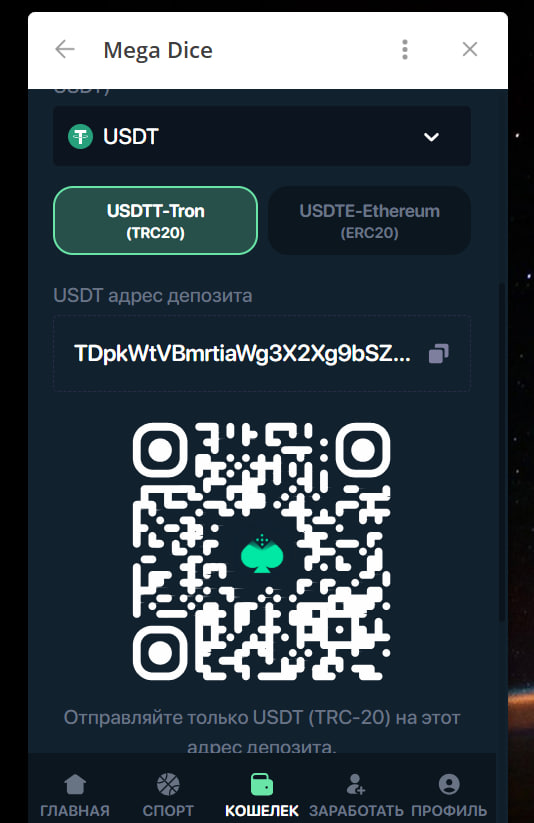 Mega Dice
USDT)
USDT
USDTT-Tron
(TRC20)
USDTE-Ethereum
(ERC20)
USDT адрес депозита
TDpkWtVBmrtiaWg3X2Xg9bSZ...
Отправляйте только USDT (TRC-20) на этот
адрес депозита.
ГЛАВНАЯ
СПОРТ
КОШЕЛЕК
ЗАРАБОТАТЬ
ПРОФИЛЬ